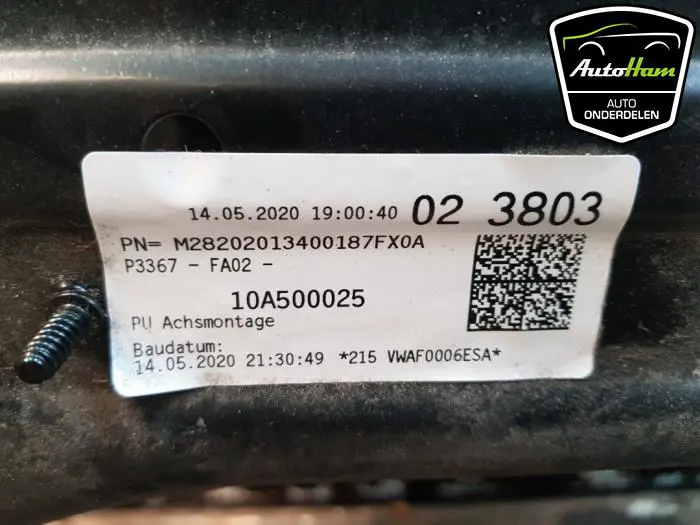 AutoHam
AUTO
ONDERDELEN
14.05.2020 19:00:40 02 3803
PN= M28202013400187FX0A
P3367 - FA02 -
10A500025
PU Achsmontage
Baudatum:
14.05.2020 21:30:49 *215 VWAF0006ESA*